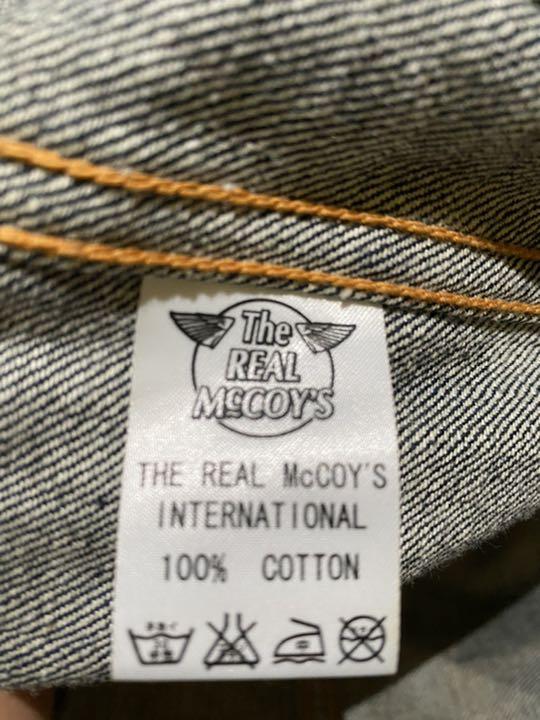 The
REAL
McCOY'S
THE REAL McCOY'S
INTERNATIONAL
100% COTTON